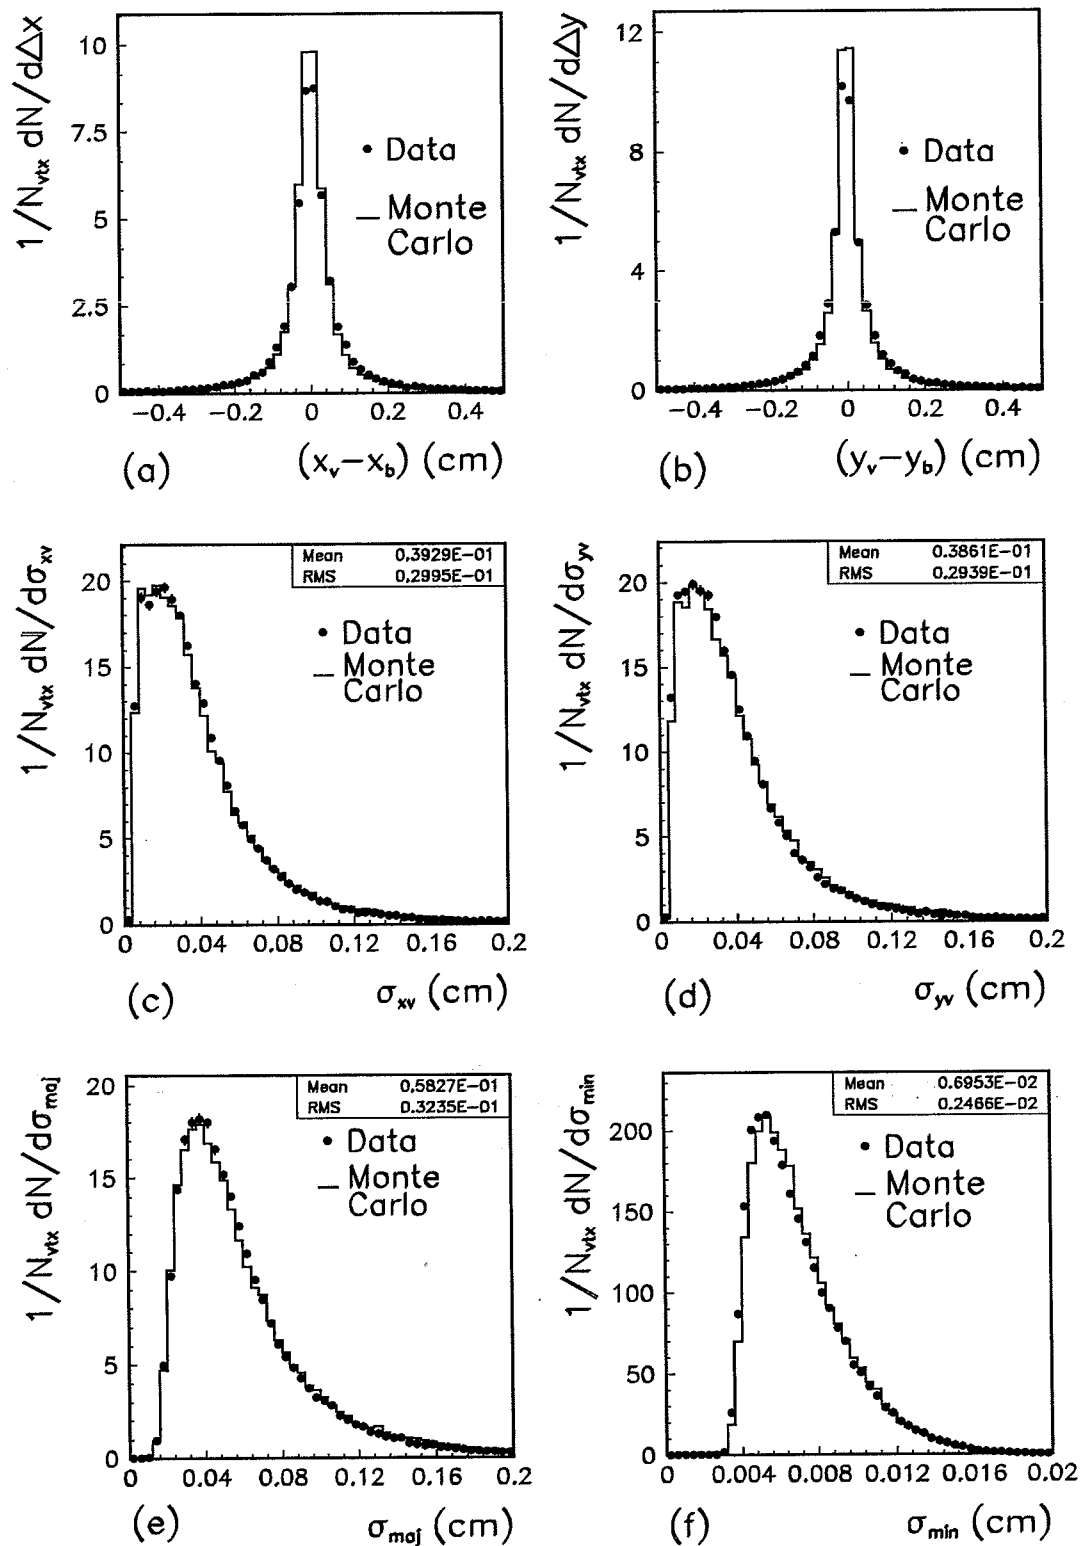 1/N_vtx dN/dΔx
10
7.5
5
2.5
0
• Data
— Monte
Carlo
−0.4 −0.2 0 0.2 0.4
(a) (x_v−x_b) (cm)
1/N_vtx dN/dΔy
12
8
4
0
• Data
— Monte
Carlo
−0.4 −0.2 0 0.2 0.4
(b) (y_v−y_b) (cm)
1/N_vtx dN/dσ_xv
20
15
10
5
0
Mean 0.3929E−01
RMS 0.2995E−01
• Data
— Monte
Carlo
0 0.04 0.08 0.12 0.16 0.2
(c) σ_xv (cm)
1/N_vtx dN/dσ_yv
20
15
10
5
0
Mean 0.3861E−01
RMS 0.2939E−01
• Data
— Monte
Carlo
0 0.04 0.08 0.12 0.16 0.2
(d) σ_yv (cm)
1/N_vtx dN/dσ_maj
20
15
10
5
0
Mean 0.5827E−01
RMS 0.3235E−01
• Data
— Monte
Carlo
0 0.04 0.08 0.12 0.16 0.2
(e) σ_maj (cm)
1/N_vtx dN/dσ_min
200
150
100
50
0
Mean 0.6953E−02
RMS 0.2466E−02
• Data
— Monte
Carlo
0 0.004 0.008 0.012 0.016 0.02
(f) σ_min (cm)